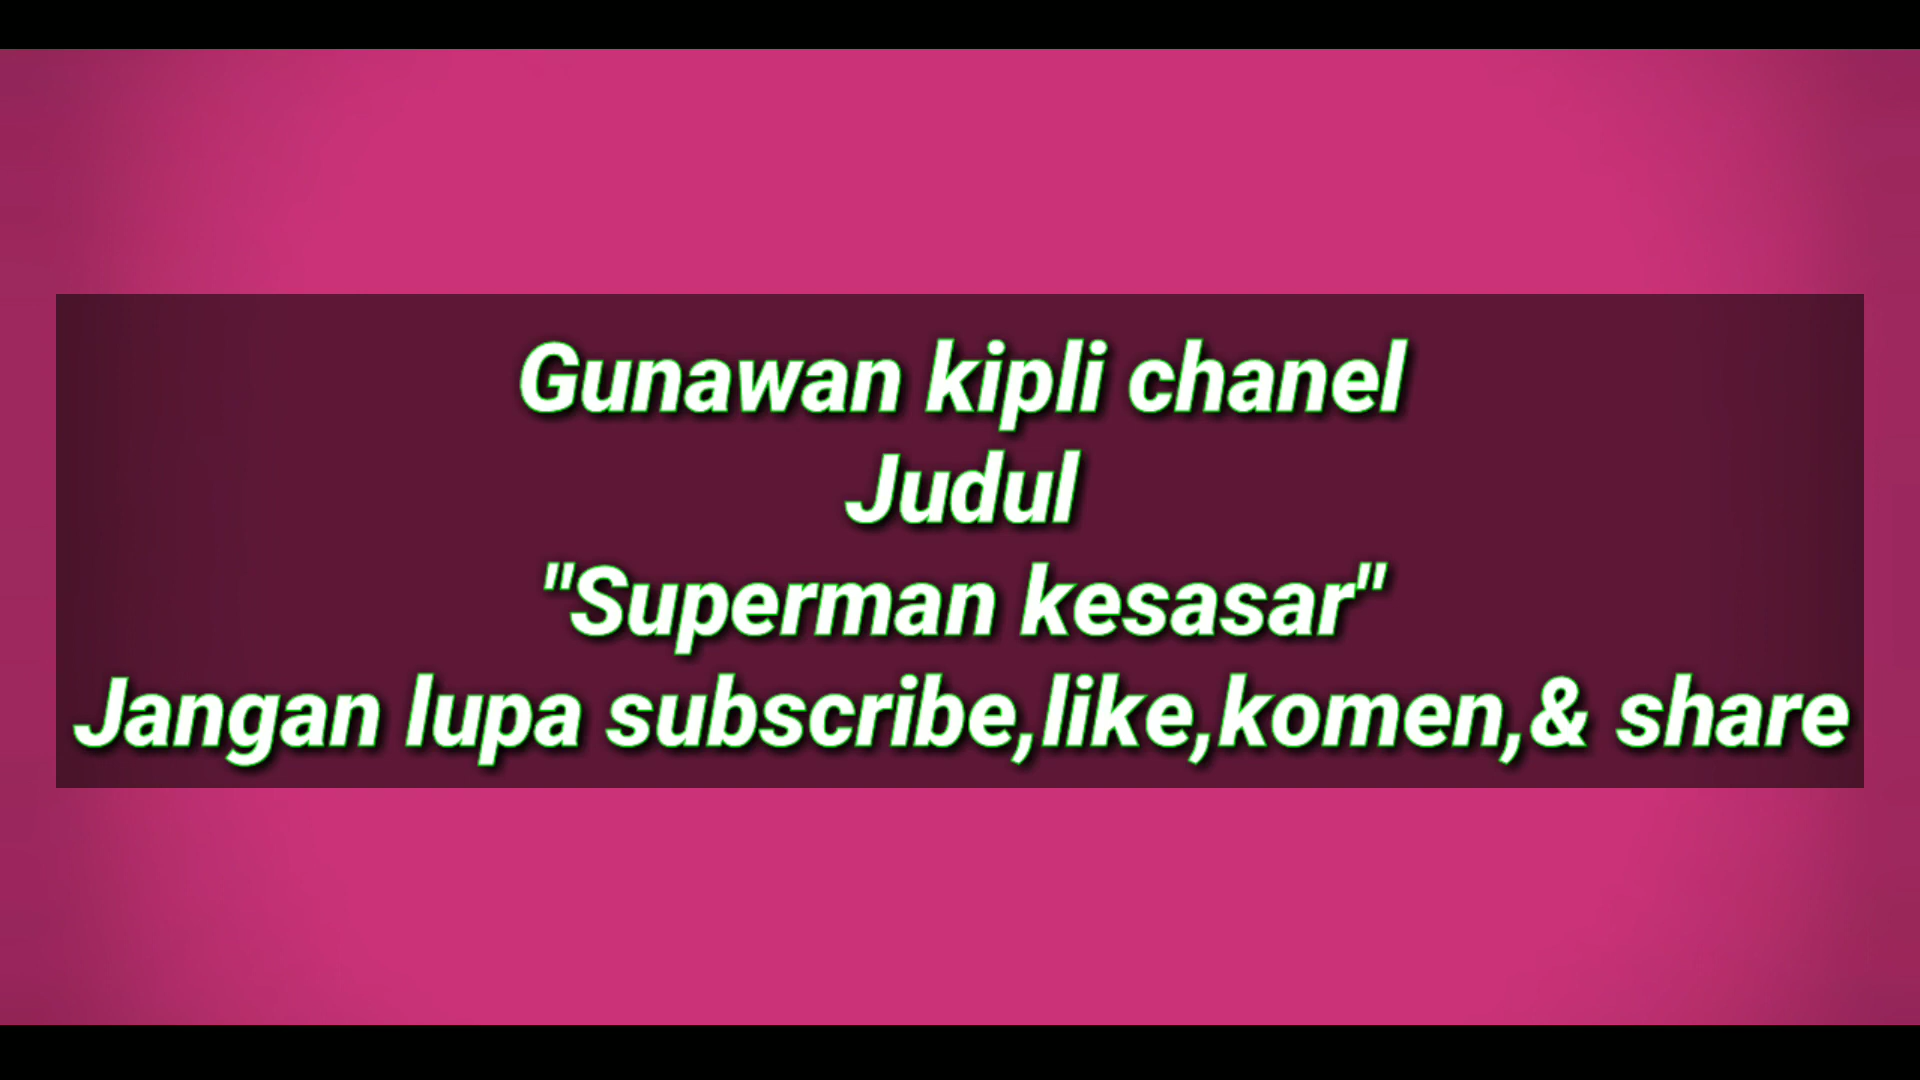 Gunawan kipli chanel
Judul
"Superman kesasar"
Jangan lupa subscribe,like,komen,& share